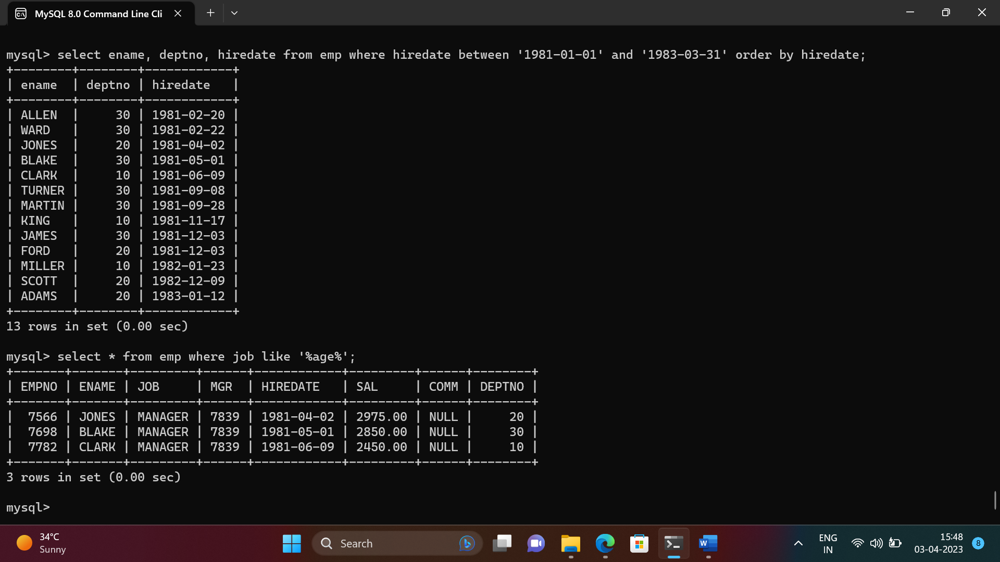 MySQL 8.0 Command Line Cli
mysql> select ename, deptno, hiredate from emp where hiredate between '1981-01-01' and '1983-03-31' order by hiredate;
+--------+--------+------------+
| ename  | deptno | hiredate   |
+--------+--------+------------+
| ALLEN  |     30 | 1981-02-20 |
| WARD   |     30 | 1981-02-22 |
| JONES  |     20 | 1981-04-02 |
| BLAKE  |     30 | 1981-05-01 |
| CLARK  |     10 | 1981-06-09 |
| TURNER |     30 | 1981-09-08 |
| MARTIN |     30 | 1981-09-28 |
| KING   |     10 | 1981-11-17 |
| JAMES  |     30 | 1981-12-03 |
| FORD   |     20 | 1981-12-03 |
| MILLER |     10 | 1982-01-23 |
| SCOTT  |     20 | 1982-12-09 |
| ADAMS  |     20 | 1983-01-12 |
+--------+--------+------------+
13 rows in set (0.00 sec)
mysql> select * from emp where job like '%age%';
+-------+-------+---------+------+------------+---------+------+--------+
| EMPNO | ENAME | JOB     | MGR  | HIREDATE   | SAL     | COMM | DEPTNO |
+-------+-------+---------+------+------------+---------+------+--------+
|  7566 | JONES | MANAGER | 7839 | 1981-04-02 | 2975.00 | NULL |     20 |
|  7698 | BLAKE | MANAGER | 7839 | 1981-05-01 | 2850.00 | NULL |     30 |
|  7782 | CLARK | MANAGER | 7839 | 1981-06-09 | 2450.00 | NULL |     10 |
+-------+-------+---------+------+------------+---------+------+--------+
3 rows in set (0.00 sec)
mysql>
34°C
Sunny
Search
W
ENG
IN
15:48
03-04-2023
8